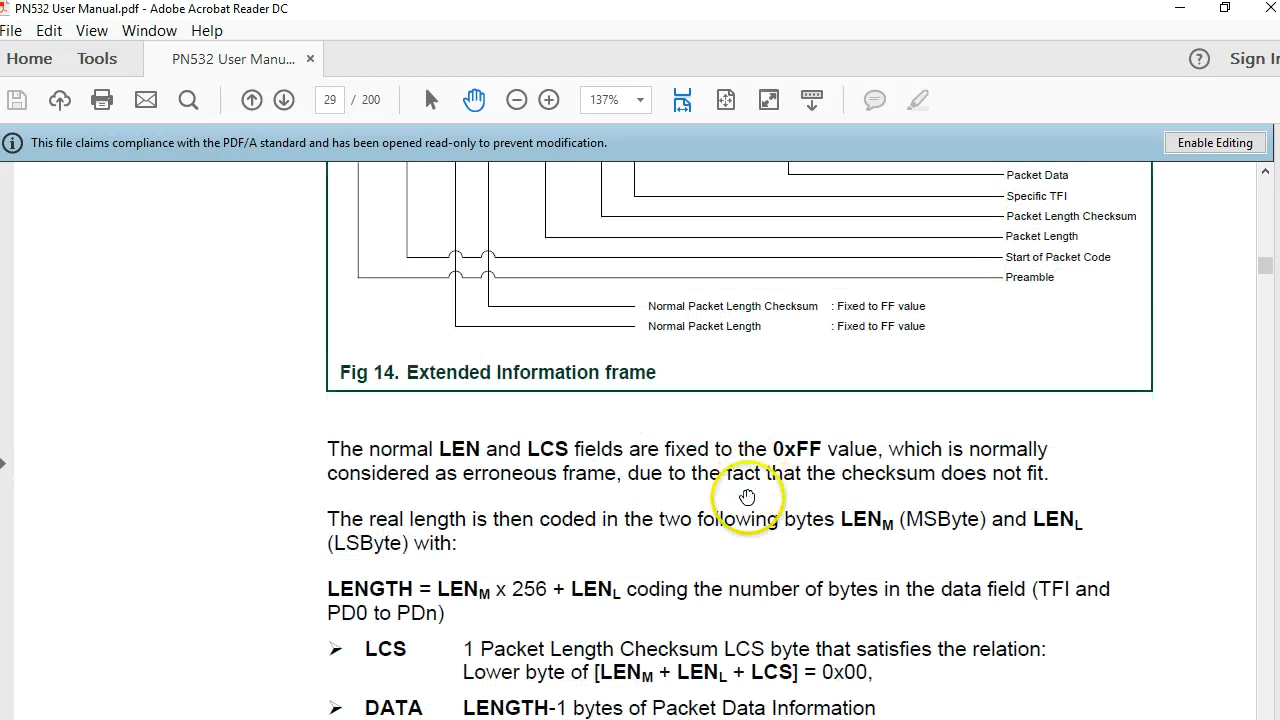 PN532 User Manual.pdf - Adobe Acrobat Reader DC
File Edit View Window Help
Home Tools PN532 User Manu... × Sign In
29 / 200 137%
This file claims compliance with the PDF/A standard and has been opened read-only to prevent modification. Enable Editing
Packet Data
Specific TFI
Packet Length Checksum
Packet Length
Start of Packet Code
Preamble
Normal Packet Length Checksum : Fixed to FF value
Normal Packet Length : Fixed to FF value
Fig 14. Extended Information frame
The normal LEN and LCS fields are fixed to the 0xFF value, which is normally
considered as erroneous frame, due to the fact that the checksum does not fit.
The real length is then coded in the two following bytes LENM (MSByte) and LENL
(LSByte) with:
LENGTH = LENM x 256 + LENL coding the number of bytes in the data field (TFI and
PD0 to PDn)
➢ LCS 1 Packet Length Checksum LCS byte that satisfies the relation:
Lower byte of [LENM + LENL + LCS] = 0x00,
➢ DATA LENGTH-1 bytes of Packet Data Information